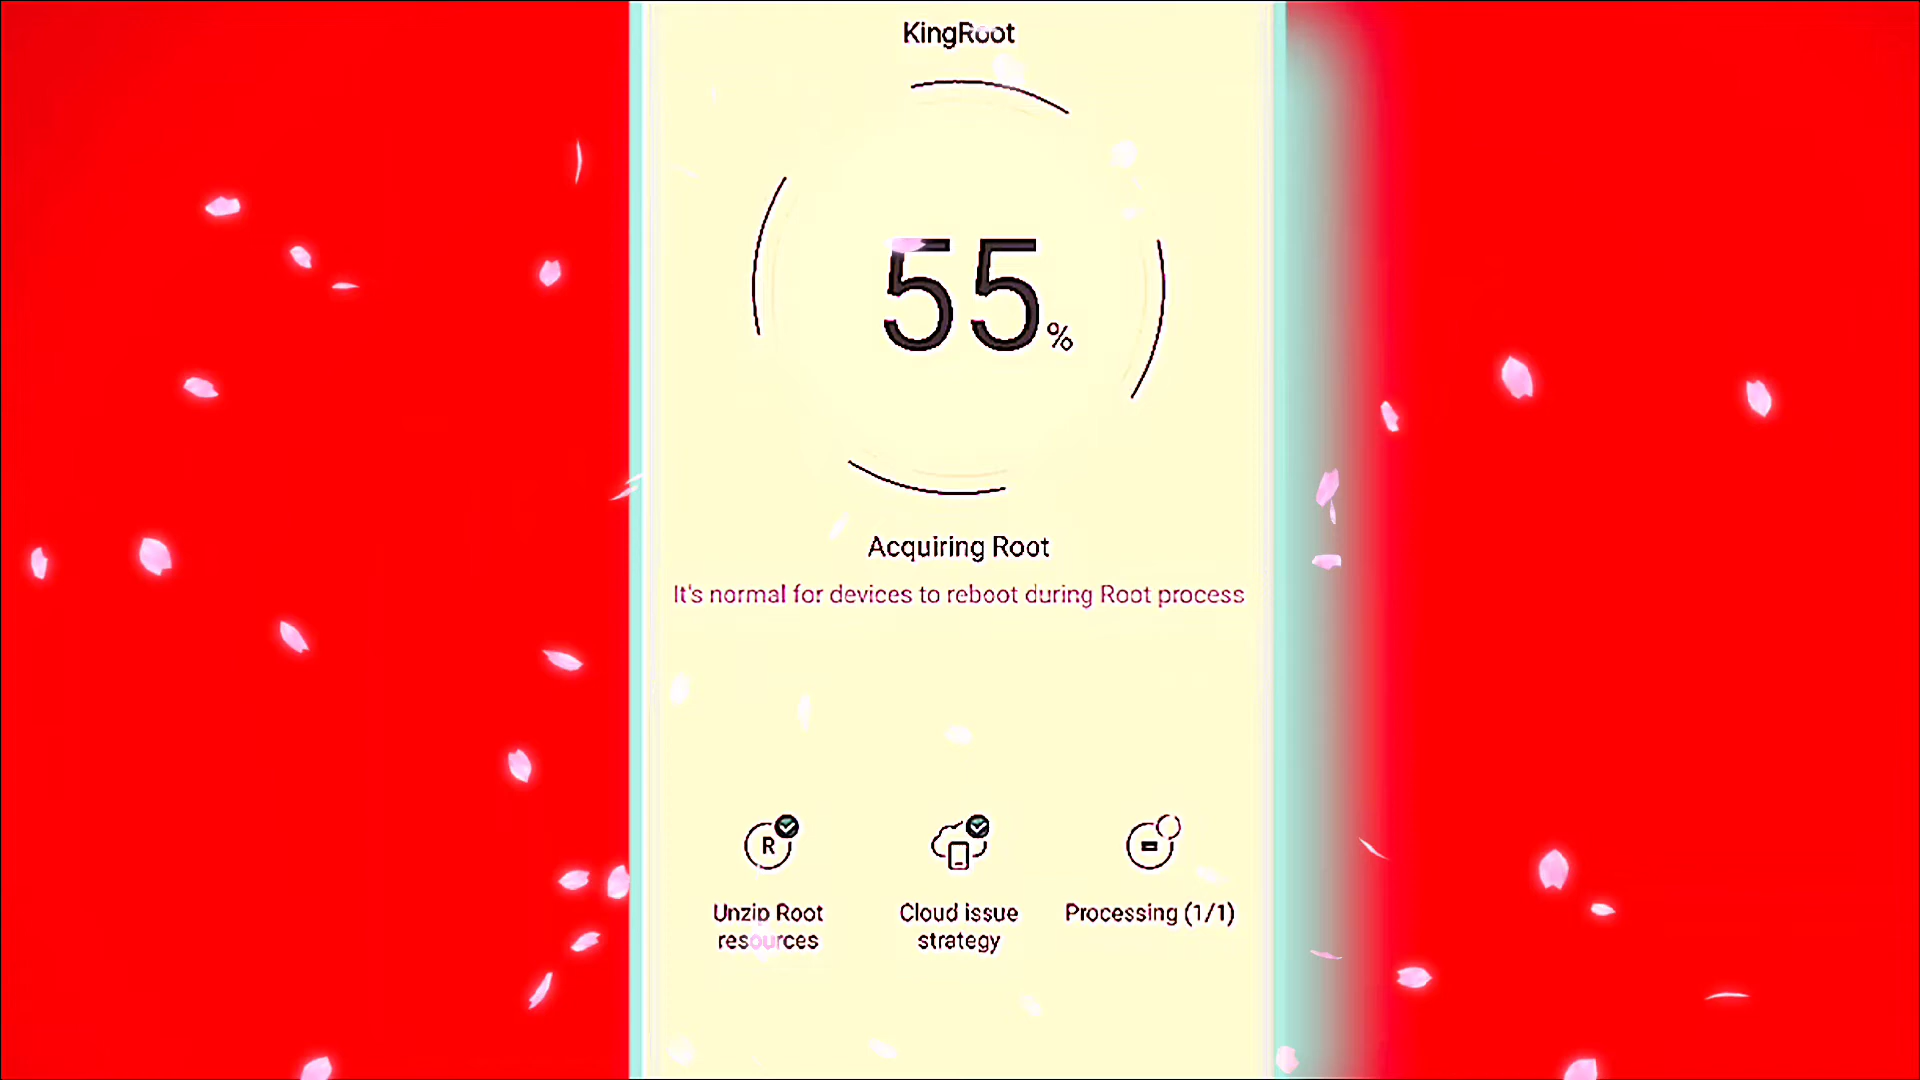 KingRoot
55%
Acquiring Root
It's normal for devices to reboot during Root process
R
Unzip Root
resources
Cloud issue
strategy
Processing (1/1)